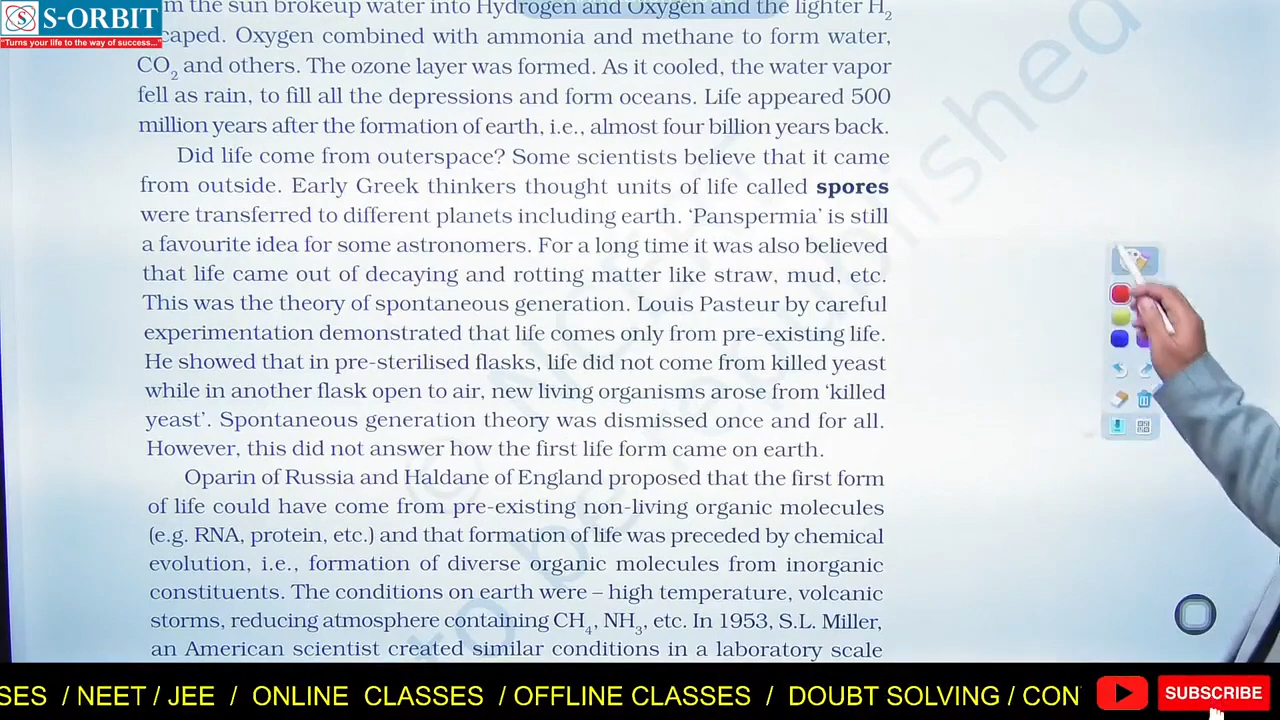 S-ORBIT
"Turns your life to the way of success..."
the sun brokeup water into Hydrogen and Oxygen and the lighter H2
caped. Oxygen combined with ammonia and methane to form water,
CO2 and others. The ozone layer was formed. As it cooled, the water vapor
fell as rain, to fill all the depressions and form oceans. Life appeared 500
million years after the formation of earth, i.e., almost four billion years back.
Did life come from outerspace? Some scientists believe that it came
from outside. Early Greek thinkers thought units of life called spores
were transferred to different planets including earth. ‘Panspermia’ is still
a favourite idea for some astronomers. For a long time it was also believed
that life came out of decaying and rotting matter like straw, mud, etc.
This was the theory of spontaneous generation. Louis Pasteur by careful
experimentation demonstrated that life comes only from pre-existing life.
He showed that in pre-sterilised flasks, life did not come from killed yeast
while in another flask open to air, new living organisms arose from ‘killed
yeast’. Spontaneous generation theory was dismissed once and for all.
However, this did not answer how the first life form came on earth.
Oparin of Russia and Haldane of England proposed that the first form
of life could have come from pre-existing non-living organic molecules
(e.g. RNA, protein, etc.) and that formation of life was preceded by chemical
evolution, i.e., formation of diverse organic molecules from inorganic
constituents. The conditions on earth were – high temperature, volcanic
storms, reducing atmosphere containing CH4, NH3, etc. In 1953, S.L. Miller,
an American scientist created similar conditions in a laboratory scale
SES / NEET / JEE / ONLINE CLASSES / OFFLINE CLASSES / DOUBT SOLVING / CON
SUBSCRIBE